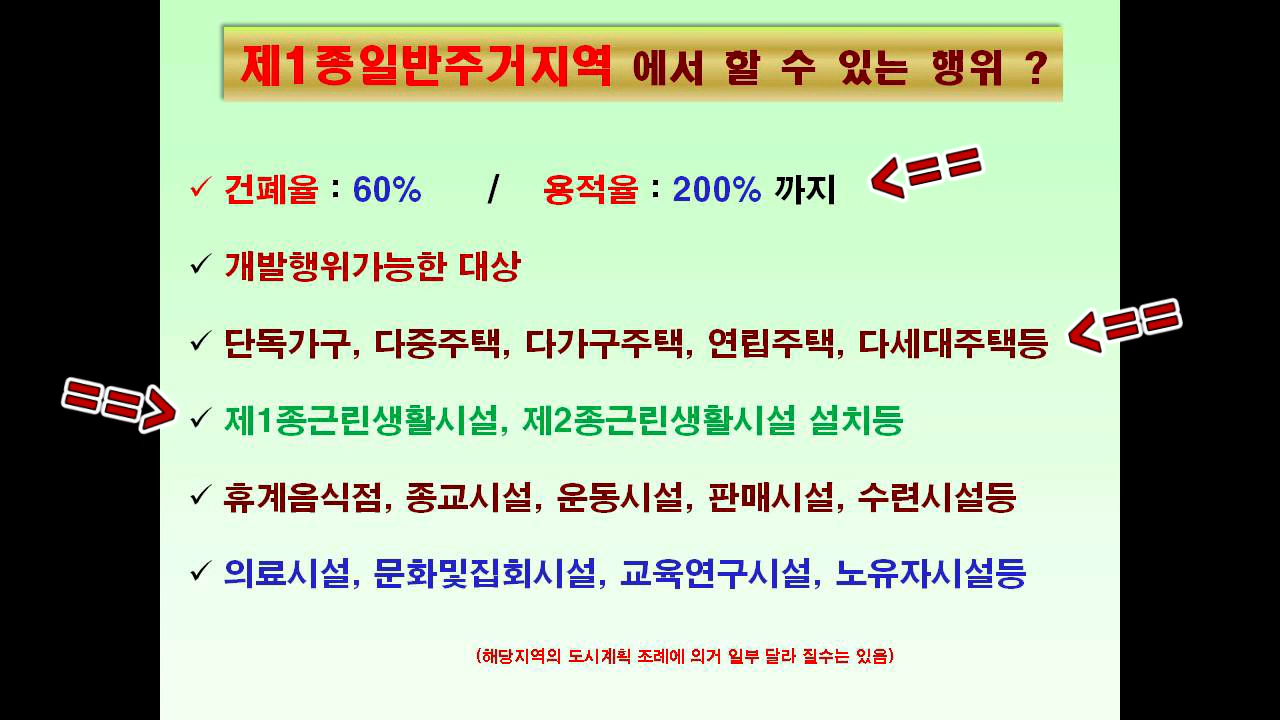 제1종일반주거지역 에서 할 수 있는 행위 ?
✓ 건폐율 : 60% / 용적율 : 200% 까지 <==
✓ 개발행위가능한 대상
✓ 단독가구, 다중주택, 다가구주택, 연립주택, 다세대주택등 <==
==> ✓ 제1종근린생활시설, 제2종근린생활시설 설치등
✓ 휴계음식점, 종교시설, 운동시설, 판매시설, 수련시설등
✓ 의료시설, 문화및집회시설, 교육연구시설, 노유자시설등
(해당지역의 도시계획 조례에 의거 일부 달라 질수는 있음)